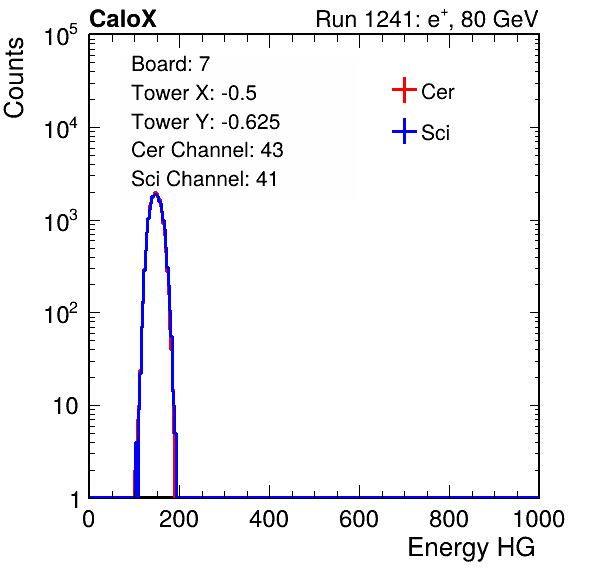 CaloX Run 1241: e⁺, 80 GeV
Counts
Board: 7
Tower X: -0.5
Tower Y: -0.625
Cer Channel: 43
Sci Channel: 41
Cer
Sci
10⁵
10⁴
10³
10²
10
1
0 200 400 600 800 1000
Energy HG